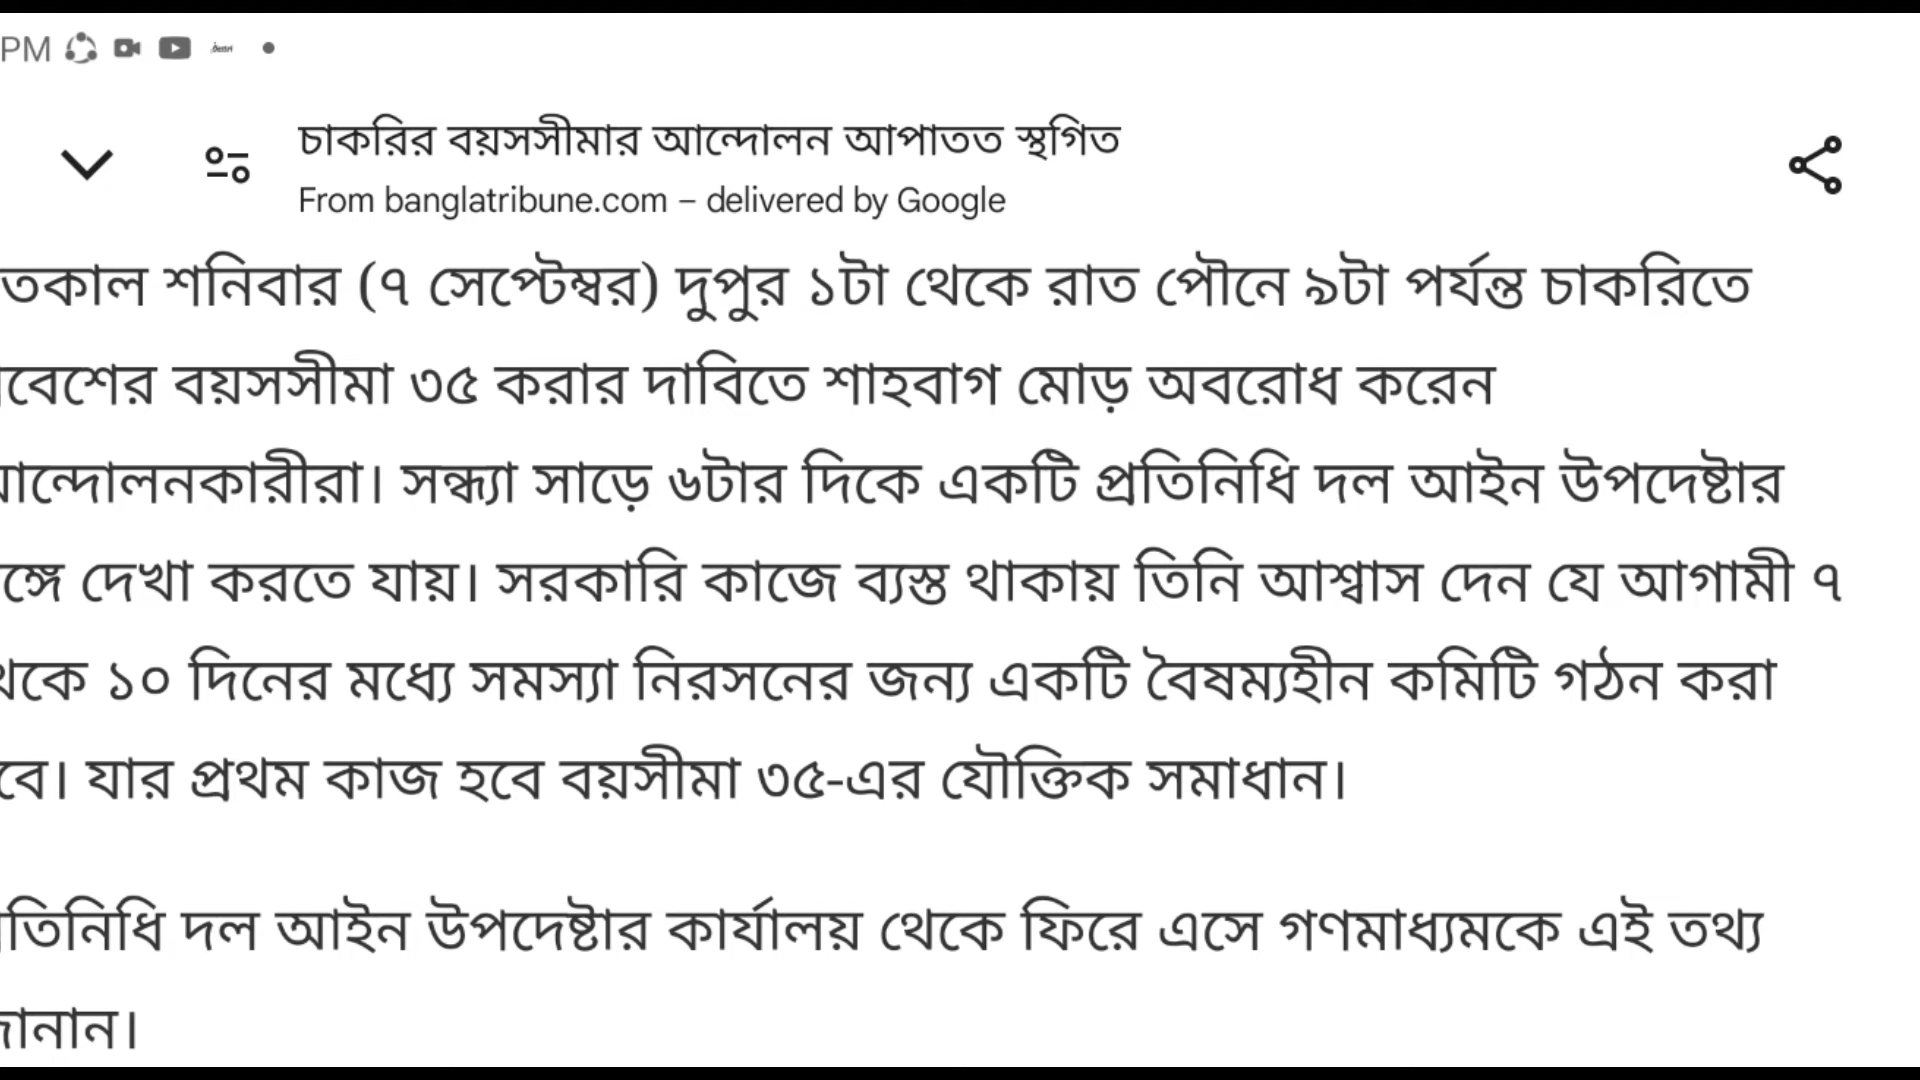 PM
চাকরির বয়সসীমার আন্দোলন আপাতত স্থগিত
From banglatribune.com – delivered by Google
তকাল শনিবার (৭ সেপ্টেম্বর) দুপুর ১টা থেকে রাত পৌনে ৯টা পর্যন্ত চাকরিতে
বেশের বয়সসীমা ৩৫ করার দাবিতে শাহবাগ মোড় অবরোধ করেন
ান্দোলনকারীরা। সন্ধ্যা সাড়ে ৬টার দিকে একটি প্রতিনিধি দল আইন উপদেষ্টার
ঙ্গে দেখা করতে যায়। সরকারি কাজে ব্যস্ত থাকায় তিনি আশ্বাস দেন যে আগামী ৭
থেকে ১০ দিনের মধ্যে সমস্যা নিরসনের জন্য একটি বৈষম্যহীন কমিটি গঠন করা
বে। যার প্রথম কাজ হবে বয়সীমা ৩৫-এর যৌক্তিক সমাধান।
তিনিধি দল আইন উপদেষ্টার কার্যালয় থেকে ফিরে এসে গণমাধ্যমকে এই তথ্য
জানান।